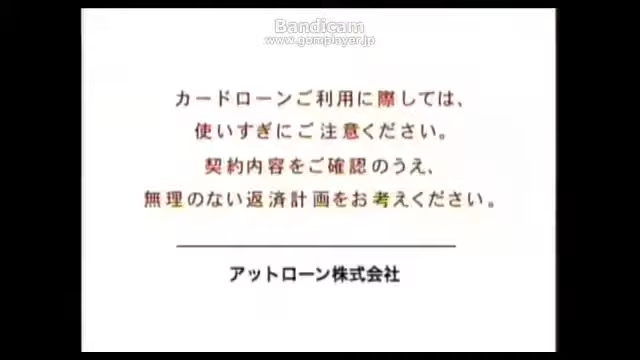 Bandicam
www.gomplayer.jp
カードローンご利用に際しては、
使いすぎにご注意ください。
契約内容をご確認のうえ、
無理のない返済計画をお考えください。
アットローン株式会社